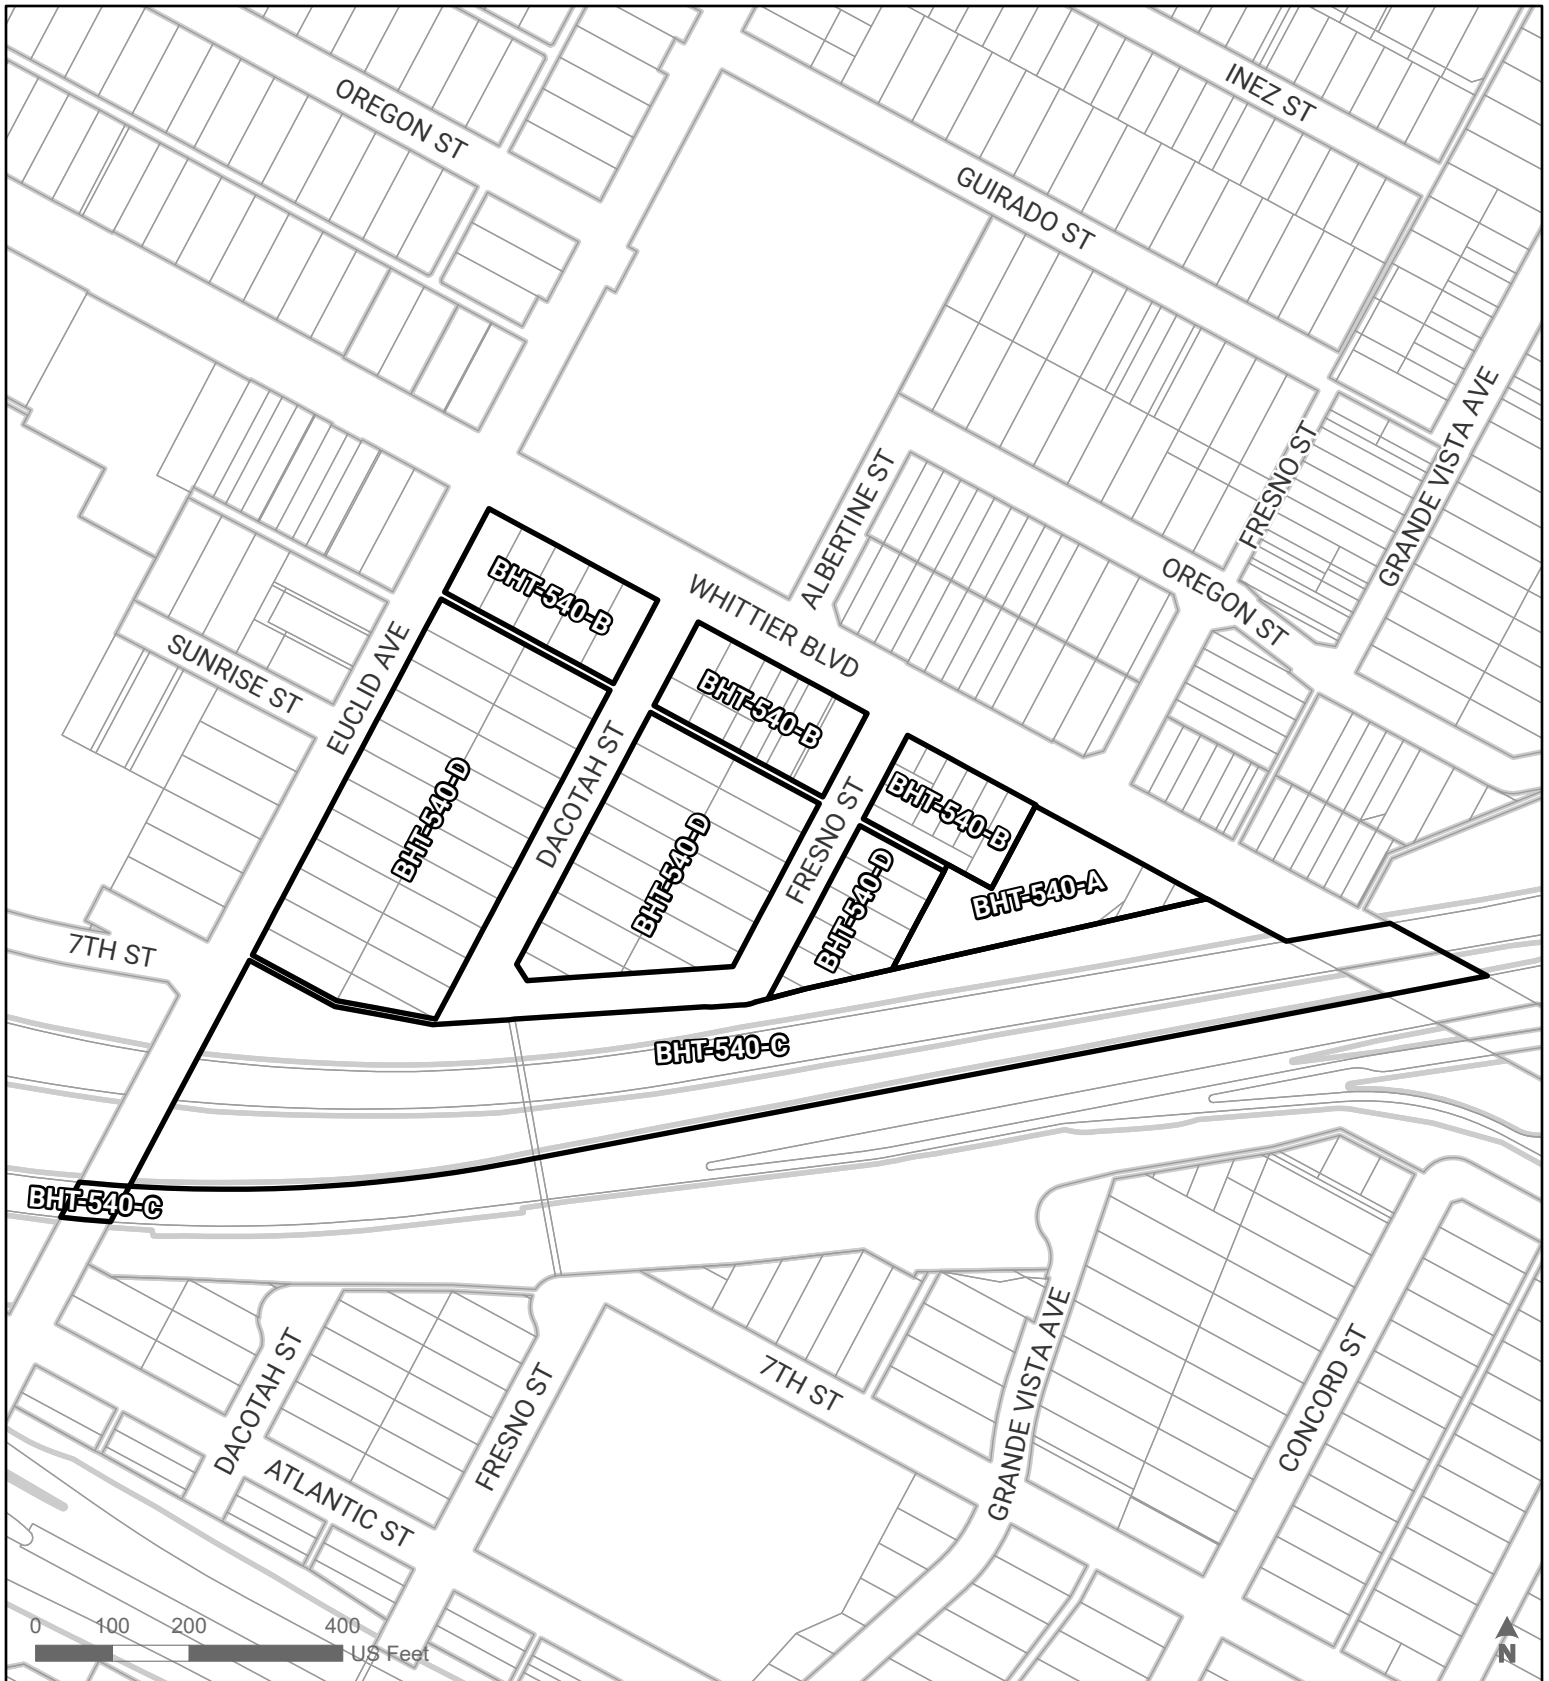 INEZ ST
OREGON ST
GUIRADO ST
GRANDE VISTA AVE
FRESNO ST
ALBERTINE ST
OREGON ST
BHT-540-B
WHITTIER BLVD
SUNRISE ST
EUCLID AVE
BHT-540-B
DACOTAH ST
BHT-540-D
BHT-540-B
FRESNO ST
BHT-540-D
BHT-540-A
BHT-540-D
7TH ST
BHT-540-C
BHT-540-C
GRANDE VISTA AVE
7TH ST
DACOTAH ST
FRESNO ST
CONCORD ST
ATLANTIC ST
0 100 200 400
US Feet
N